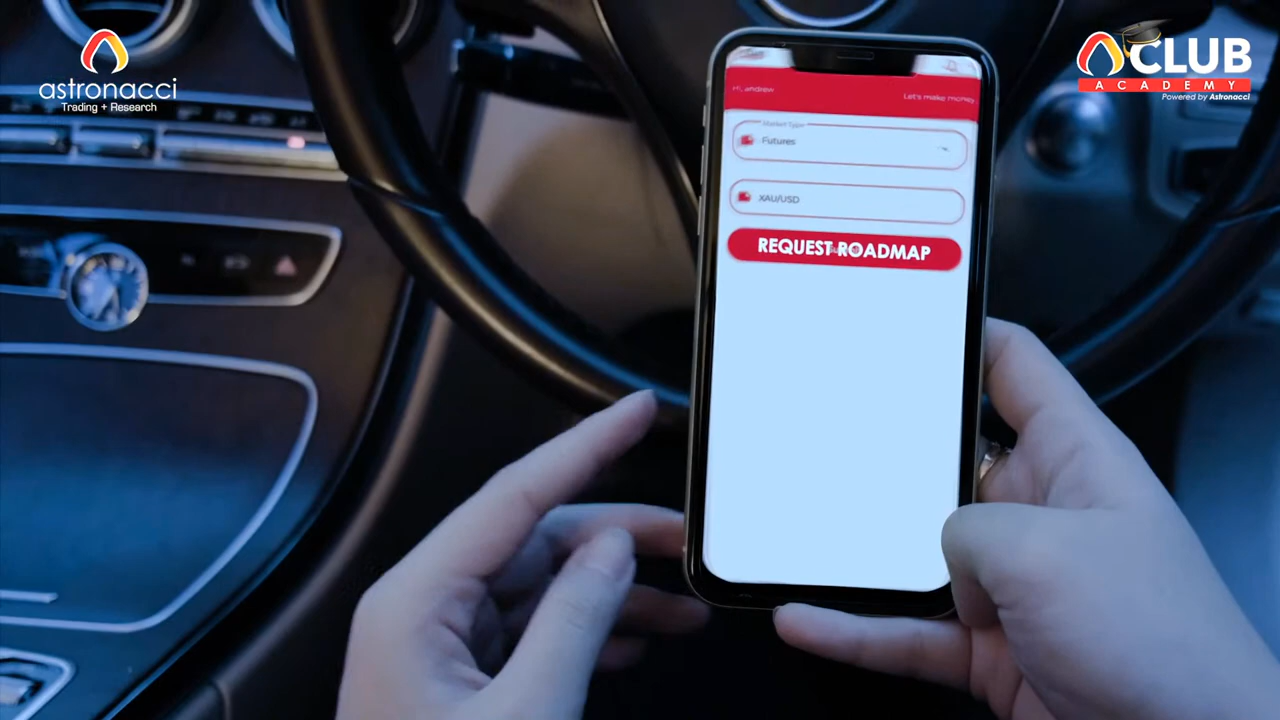 astronacci
Trading + Research
CLUB
ACADEMY
Powered by Astronacci
Hi, andrew
Let's make money
Market Type
Futures
XAU/USD
REQUEST ROADMAP